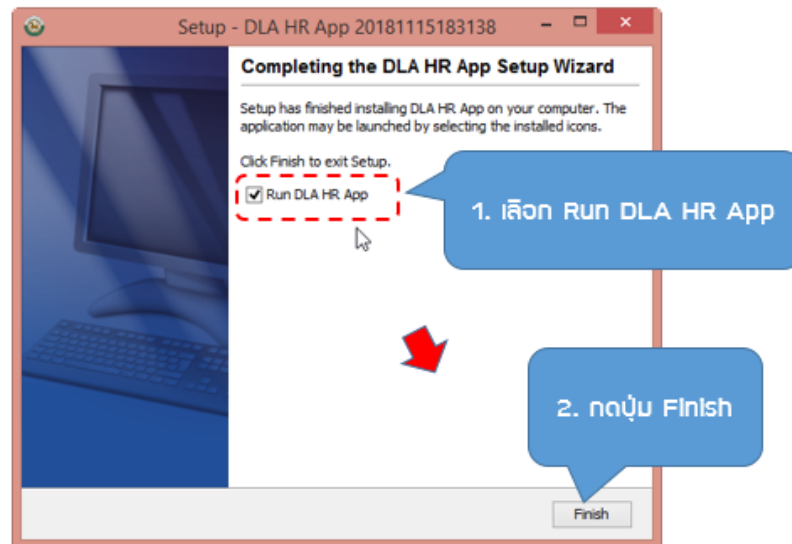 Setup - DLA HR App 20181115183138
Completing the DLA HR App Setup Wizard
Setup has finished installing DLA HR App on your computer. The
application may be launched by selecting the installed icons.
Click Finish to exit Setup.
Run DLA HR App
1. เลือก Run DLA HR App
2. กดปุ่ม Finish
Finish